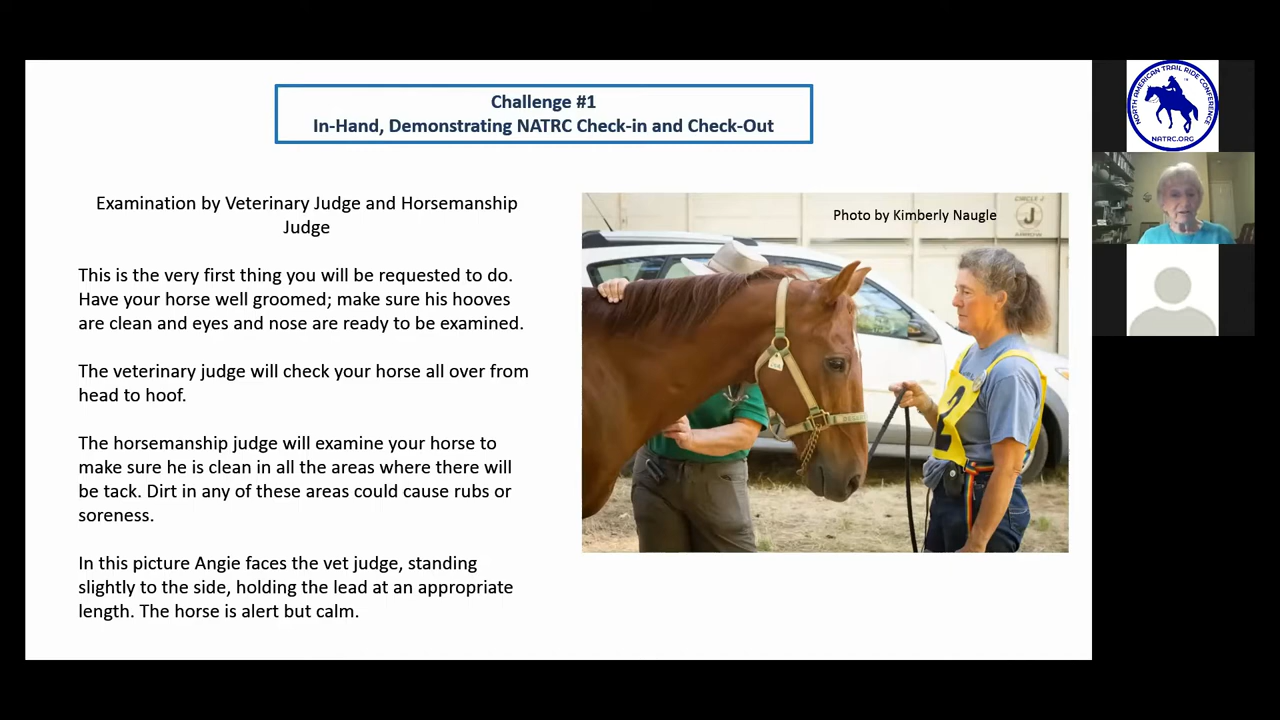 Challenge #1
In-Hand, Demonstrating NATRC Check-in and Check-Out
Examination by Veterinary Judge and Horsemanship
Judge
This is the very first thing you will be requested to do.
Have your horse well groomed; make sure his hooves
are clean and eyes and nose are ready to be examined.
The veterinary judge will check your horse all over from
head to hoof.
The horsemanship judge will examine your horse to
make sure he is clean in all the areas where there will
be tack. Dirt in any of these areas could cause rubs or
soreness.
In this picture Angie faces the vet judge, standing
slightly to the side, holding the lead at an appropriate
length. The horse is alert but calm.
Photo by Kimberly Naugle
CIRCLE J
J
2
NORTH AMERICAN TRAIL RIDE CONFERENCE
NATRC.ORG